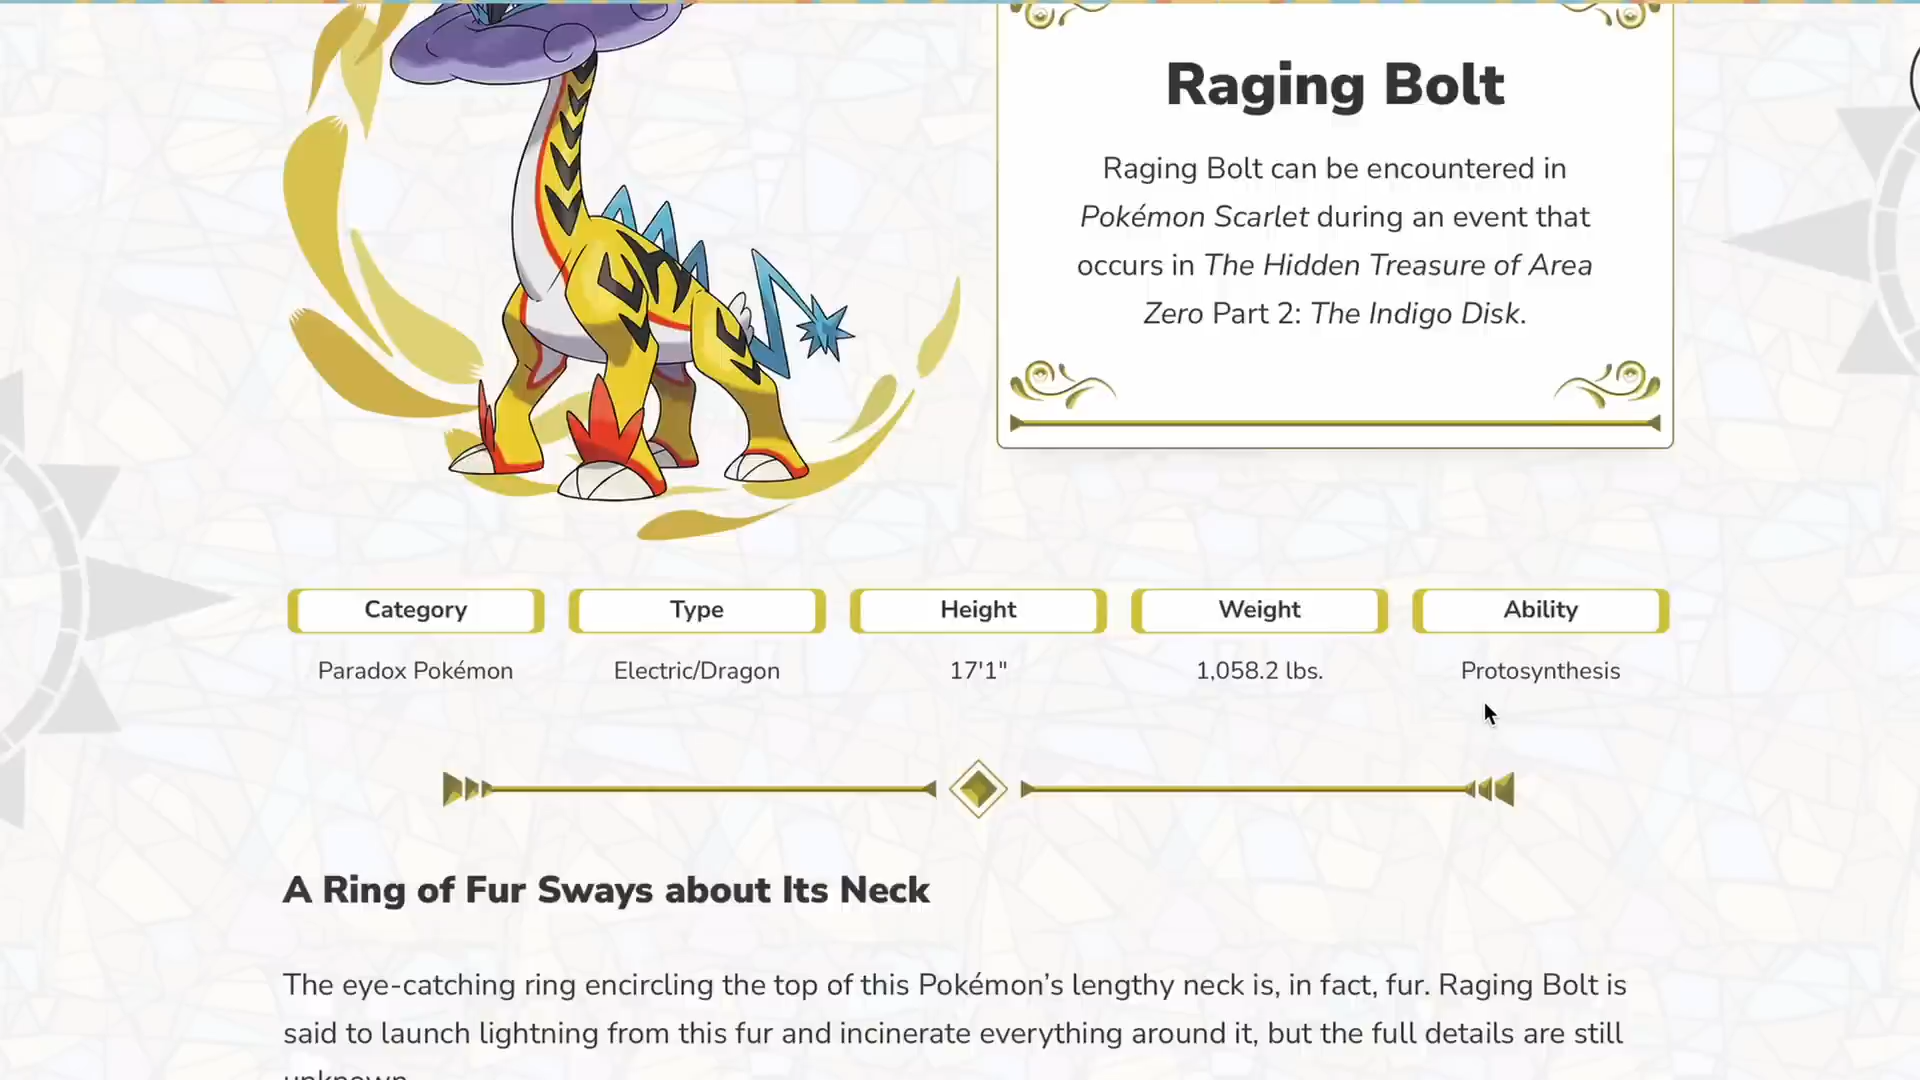 Raging Bolt
Raging Bolt can be encountered in
Pokémon Scarlet during an event that
occurs in The Hidden Treasure of Area
Zero Part 2: The Indigo Disk.
Category
Type
Height
Weight
Ability
Paradox Pokémon
Electric/Dragon
17'1"
1,058.2 lbs.
Protosynthesis
A Ring of Fur Sways about Its Neck
The eye-catching ring encircling the top of this Pokémon’s lengthy neck is, in fact, fur. Raging Bolt is
said to launch lightning from this fur and incinerate everything around it, but the full details are still
unknown.